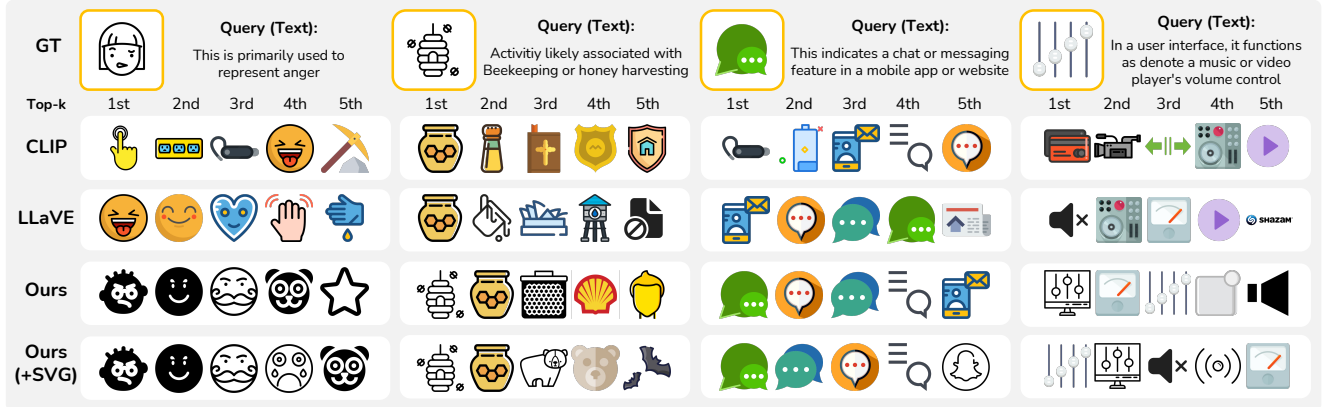 GT
Query (Text):
This is primarily used to
represent anger
Query (Text):
Activitiy likely associated with
Beekeeping or honey harvesting
Query (Text):
This indicates a chat or messaging
feature in a mobile app or website
Query (Text):
In a user interface, it functions
as denote a music or video
player's volume control
Top-k 1st 2nd 3rd 4th 5th 1st 2nd 3rd 4th 5th 1st 2nd 3rd 4th 5th 1st 2nd 3rd 4th 5th
CLIP
LLaVE
SHAZAM
Ours
Ours
(+SVG)